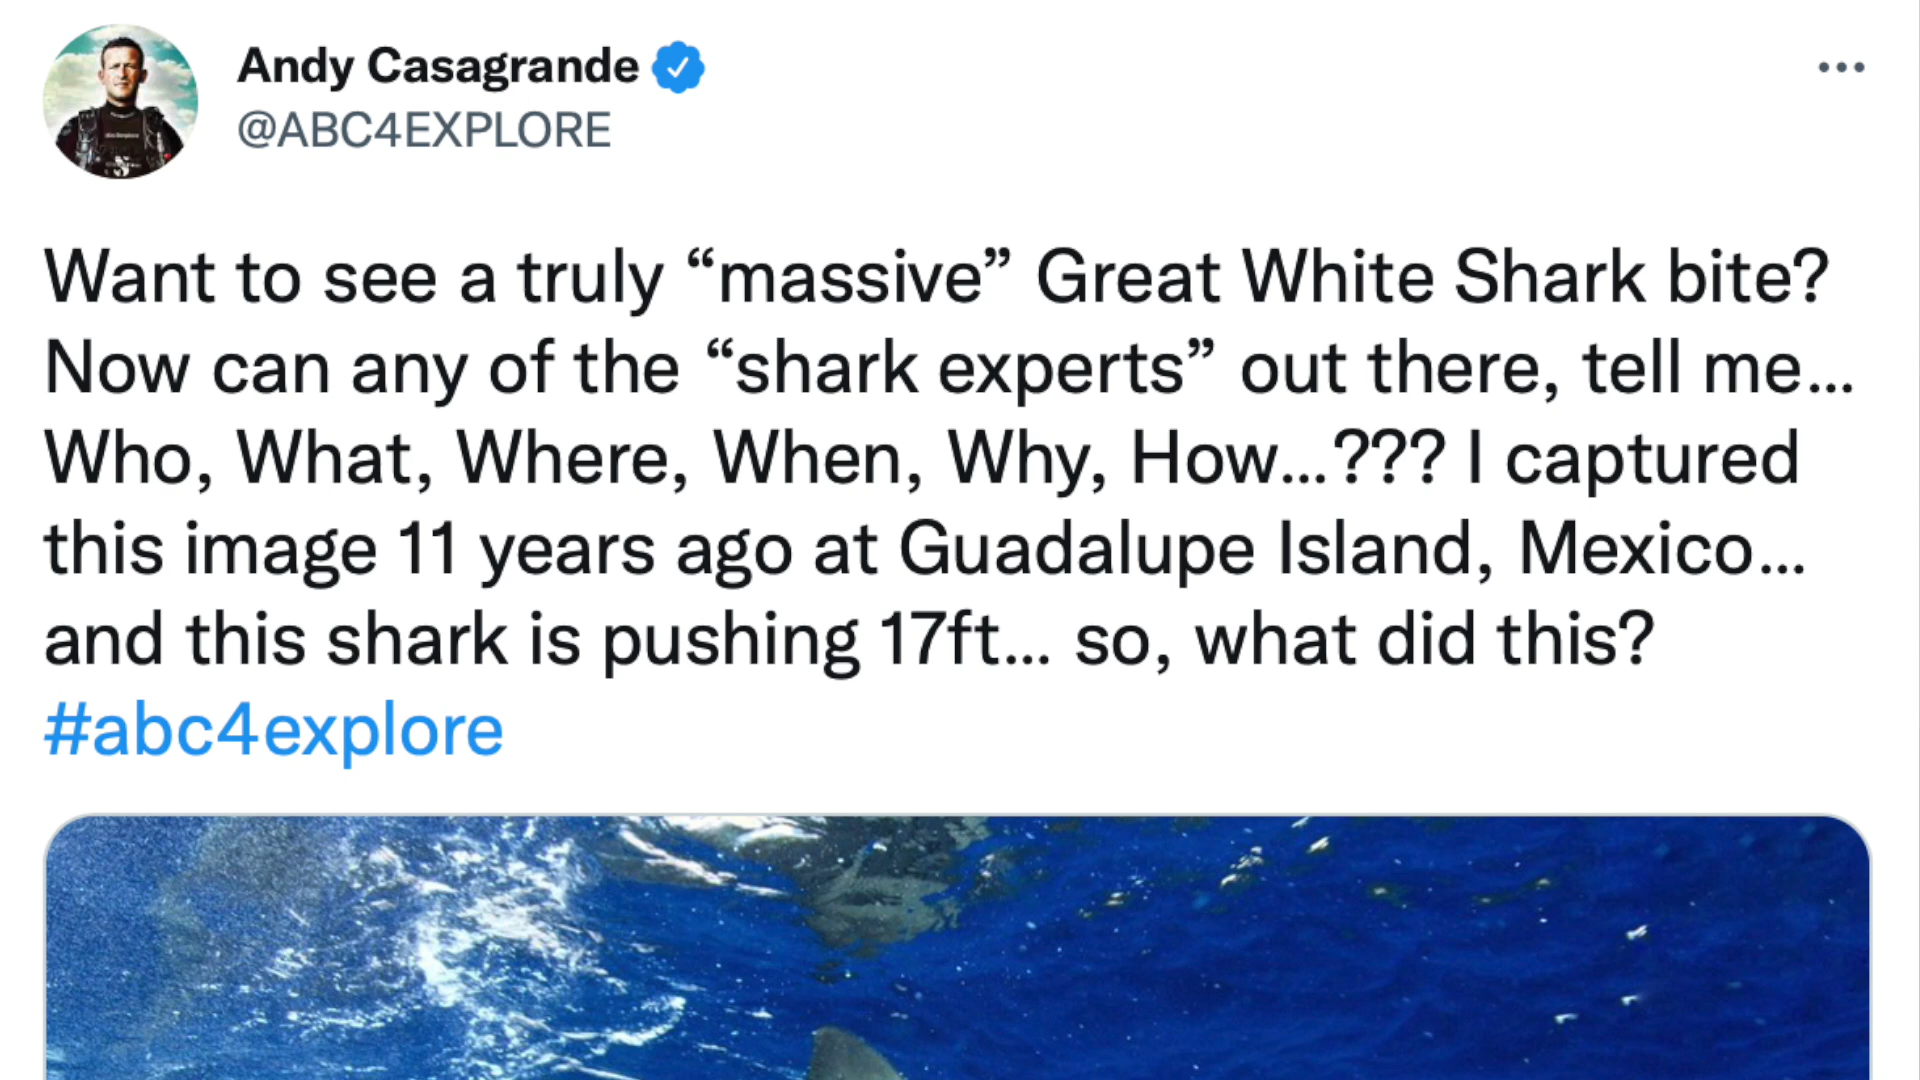 Andy Casagrande
@ABC4EXPLORE
Want to see a truly “massive” Great White Shark bite?
Now can any of the “shark experts” out there, tell me...
Who, What, Where, When, Why, How...??? I captured
this image 11 years ago at Guadalupe Island, Mexico...
and this shark is pushing 17ft... so, what did this?
#abc4explore